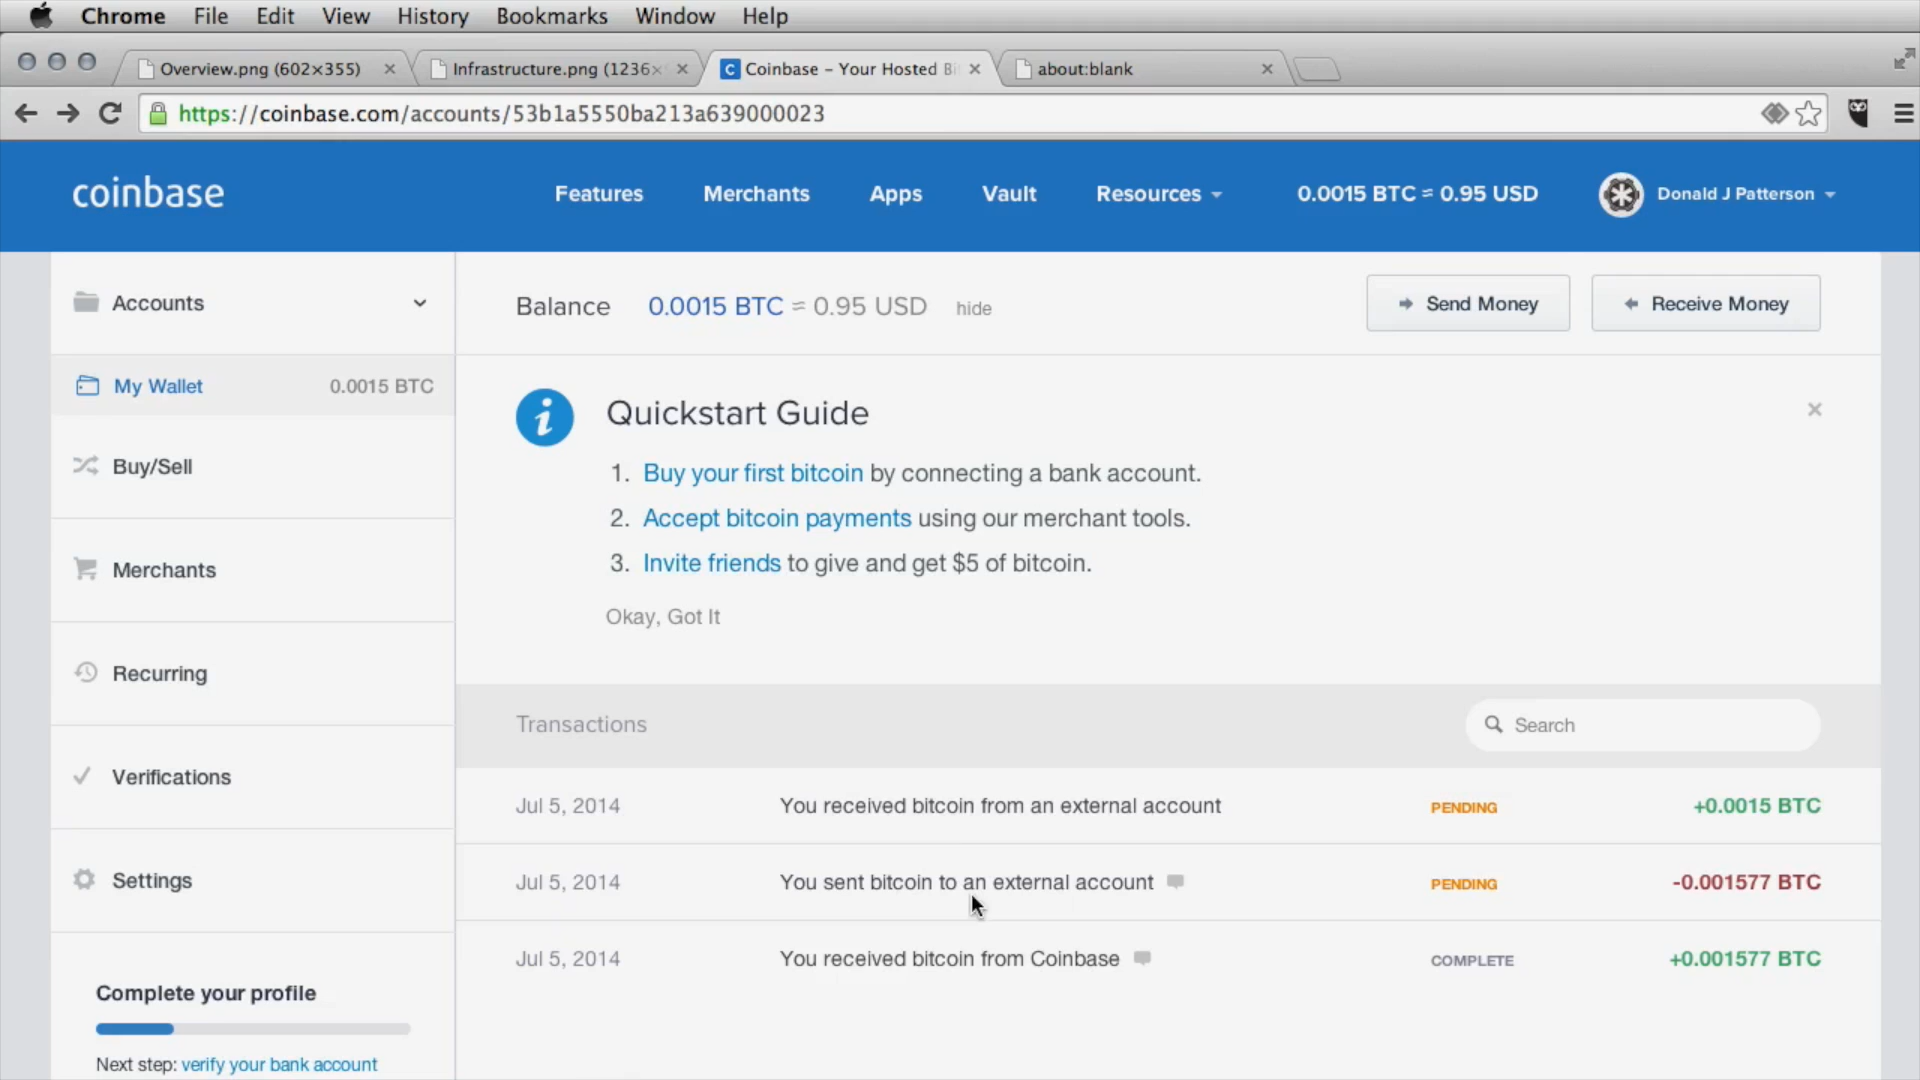 Chrome File Edit View History Bookmarks Window Help
Overview.png (602×355) Infrastructure.png (1236× Coinbase - Your Hosted Bi about:blank
https://coinbase.com/accounts/53b1a5550ba213a639000023
coinbase Features Merchants Apps Vault Resources 0.0015 BTC ≈ 0.95 USD Donald J Patterson
Accounts
Balance 0.0015 BTC ≈ 0.95 USD hide Send Money Receive Money
My Wallet 0.0015 BTC
Buy/Sell
Merchants
Recurring
Verifications
Settings
Complete your profile
Next step: verify your bank account
Quickstart Guide
1. Buy your first bitcoin by connecting a bank account.
2. Accept bitcoin payments using our merchant tools.
3. Invite friends to give and get $5 of bitcoin.
Okay, Got It
Transactions Search
Jul 5, 2014 You received bitcoin from an external account PENDING +0.0015 BTC
Jul 5, 2014 You sent bitcoin to an external account PENDING -0.001577 BTC
Jul 5, 2014 You received bitcoin from Coinbase COMPLETE +0.001577 BTC